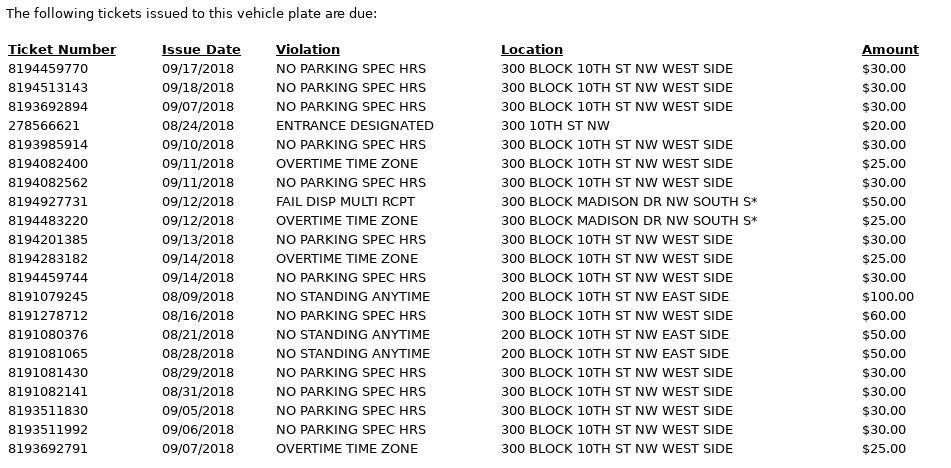 The following tickets issued to this vehicle plate are due:
Ticket Number Issue Date Violation Location Amount
8194459770 09/17/2018 NO PARKING SPEC HRS 300 BLOCK 10TH ST NW WEST SIDE $30.00
8194513143 09/18/2018 NO PARKING SPEC HRS 300 BLOCK 10TH ST NW WEST SIDE $30.00
8193692894 09/07/2018 NO PARKING SPEC HRS 300 BLOCK 10TH ST NW WEST SIDE $30.00
278566621 08/24/2018 ENTRANCE DESIGNATED 300 10TH ST NW $20.00
8193985914 09/10/2018 NO PARKING SPEC HRS 300 BLOCK 10TH ST NW WEST SIDE $30.00
8194082400 09/11/2018 OVERTIME TIME ZONE 300 BLOCK 10TH ST NW WEST SIDE $25.00
8194082562 09/11/2018 NO PARKING SPEC HRS 300 BLOCK 10TH ST NW WEST SIDE $30.00
8194927731 09/12/2018 FAIL DISP MULTI RCPT 300 BLOCK MADISON DR NW SOUTH S* $50.00
8194483220 09/12/2018 OVERTIME TIME ZONE 300 BLOCK MADISON DR NW SOUTH S* $25.00
8194201385 09/13/2018 NO PARKING SPEC HRS 300 BLOCK 10TH ST NW WEST SIDE $30.00
8194283182 09/14/2018 OVERTIME TIME ZONE 300 BLOCK 10TH ST NW WEST SIDE $25.00
8194459744 09/14/2018 NO PARKING SPEC HRS 300 BLOCK 10TH ST NW WEST SIDE $30.00
8191079245 08/09/2018 NO STANDING ANYTIME 200 BLOCK 10TH ST NW EAST SIDE $100.00
8191278712 08/16/2018 NO PARKING SPEC HRS 300 BLOCK 10TH ST NW WEST SIDE $60.00
8191080376 08/21/2018 NO STANDING ANYTIME 200 BLOCK 10TH ST NW EAST SIDE $50.00
8191081065 08/28/2018 NO STANDING ANYTIME 200 BLOCK 10TH ST NW EAST SIDE $50.00
8191081430 08/29/2018 NO PARKING SPEC HRS 300 BLOCK 10TH ST NW WEST SIDE $30.00
8191082141 08/31/2018 NO PARKING SPEC HRS 300 BLOCK 10TH ST NW WEST SIDE $30.00
8193511830 09/05/2018 NO PARKING SPEC HRS 300 BLOCK 10TH ST NW WEST SIDE $30.00
8193511992 09/06/2018 NO PARKING SPEC HRS 300 BLOCK 10TH ST NW WEST SIDE $30.00
8193692791 09/07/2018 OVERTIME TIME ZONE 300 BLOCK 10TH ST NW WEST SIDE $25.00